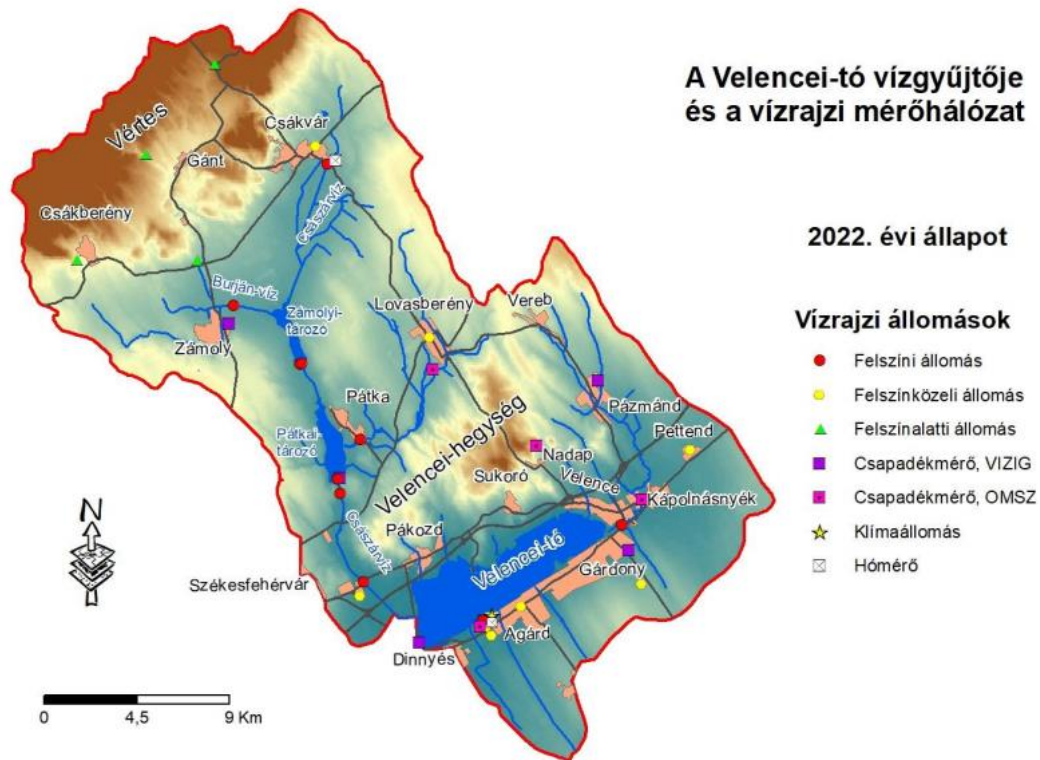 A Velencei-tó vízgyűjtője
és a vízrajzi mérőhálózat
2022. évi állapot
Vízrajzi állomások
Felszíni állomás
Felszínközeli állomás
Felszínalatti állomás
Csapadékmérő, VIZIG
Csapadékmérő, OMSZ
Klímaállomás
Hómérő
Vértes
Csákvár
Gánt
Csákberény
Császárvíz
Burján-víz
Zámolyi-
tározó
Zámoly
Lovasberény
Vereb
Pátka
Pátkai-
tározó
Pázmánd
Pettend
Velencei-hegység
Nadap
Sukoró
Velence
Kápolnásnyék
Pákozd
Császárvíz
Velencei-tó
Székesfehérvár
Gárdony
Agárd
Dinnyés
N
0
4,5
9 Km